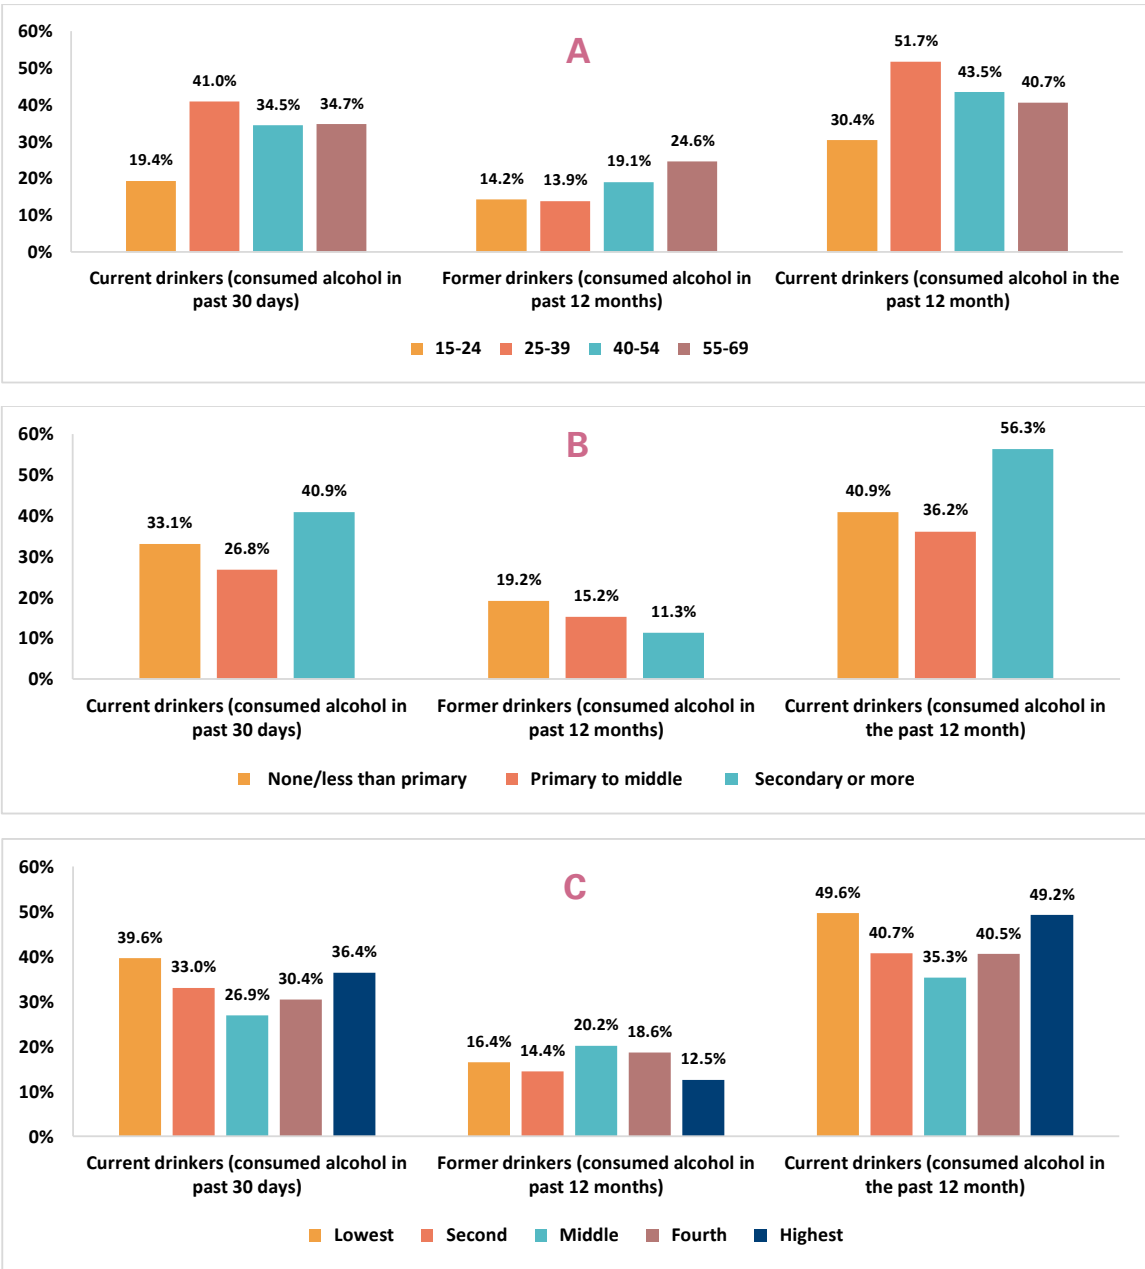 A
60%
50%
40%
30%
20%
10%
0%
19.4%
41.0%
34.5%
34.7%
14.2%
13.9%
19.1%
24.6%
30.4%
51.7%
43.5%
40.7%
Current drinkers (consumed alcohol in
past 30 days)
Former drinkers (consumed alcohol in
past 12 months)
Current drinkers (consumed alcohol in the
past 12 month)
15-24 25-39 40-54 55-69
B
60%
50%
40%
30%
20%
10%
0%
33.1%
26.8%
40.9%
19.2%
15.2%
11.3%
40.9%
36.2%
56.3%
Current drinkers (consumed alcohol in
past 30 days)
Former drinkers (consumed alcohol in
past 12 months)
Current drinkers (consumed alcohol in
the past 12 month)
None/less than primary Primary to middle Secondary or more
C
60%
50%
40%
30%
20%
10%
0%
39.6%
33.0%
26.9%
30.4%
36.4%
16.4%
14.4%
20.2%
18.6%
12.5%
49.6%
40.7%
35.3%
40.5%
49.2%
Current drinkers (consumed alcohol in
past 30 days)
Former drinkers (consumed alcohol in
past 12 months)
Current drinkers (consumed alcohol in
the past 12 month)
Lowest Second Middle Fourth Highest